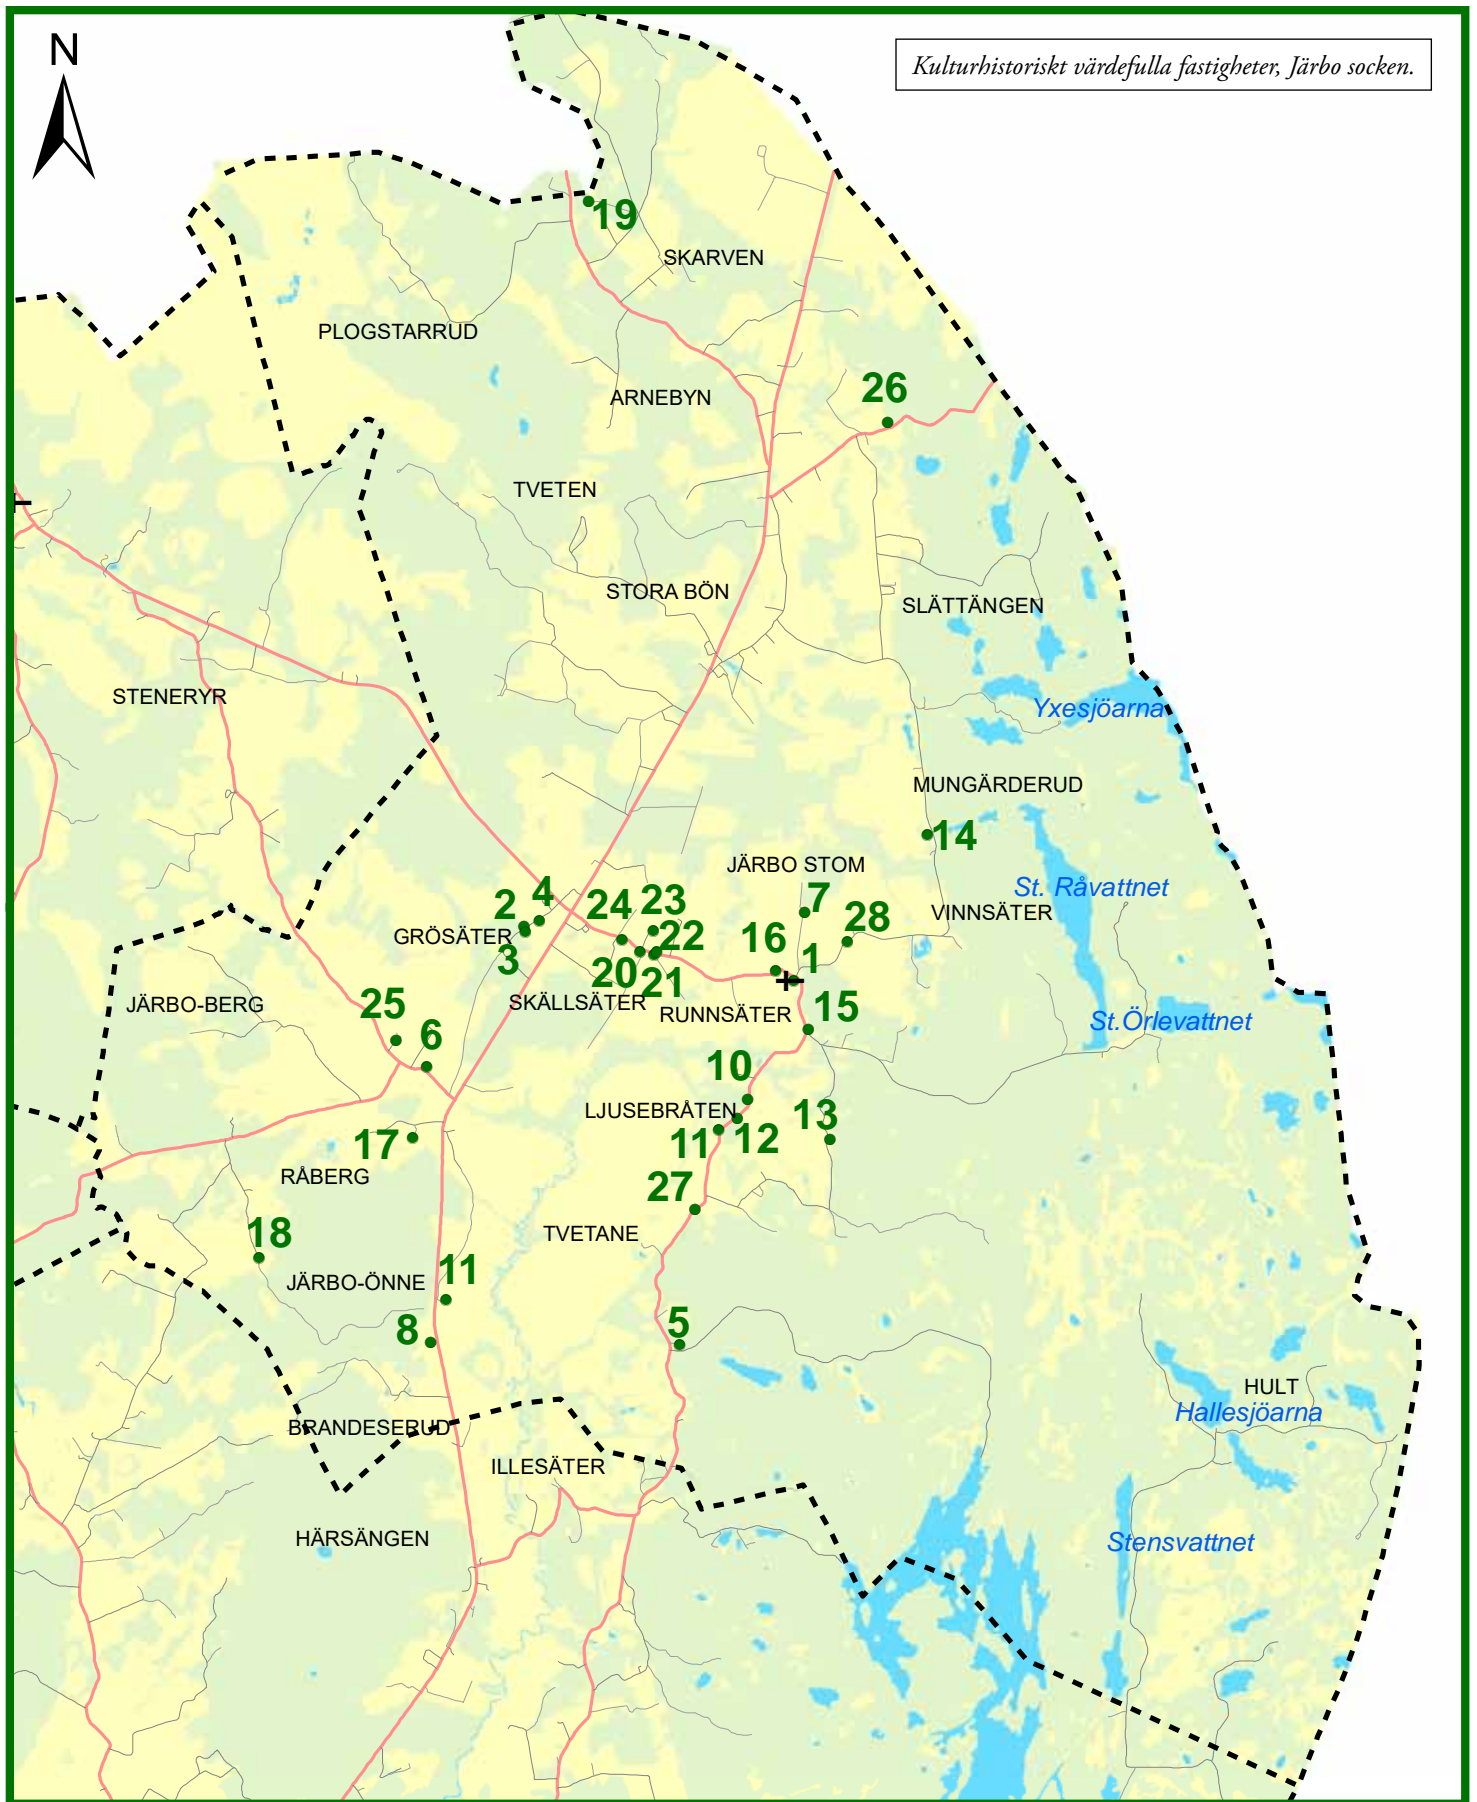 N
Kulturhistoriskt värdefulla fastigheter, Järbo socken.
19
SKARVEN
PLOGSTARRUD
26
ARNEBYN
TVETEN
STORA BÖN
SLÄTTÄNGEN
STENERYR
Yxesjöarna
MUNGÄRDERUD
14
JÄRBO STOM
St. Råvattnet
2
4
24
23
7
28
VINNSÄTER
GRÖSÄTER
22
3
20
21
16
1
JÄRBO-BERG
25
SKÄLLSÄTER
RUNNSÄTER
15
St.Örlevattnet
6
10
LJUSEBRÅTEN
13
17
11
12
RÅBERG
27
18
TVETANE
JÄRBO-ÖNNE
11
8
5
HULT
Hallesjöarna
BRANDESERUD
ILLESÄTER
HÄRSÄNGEN
Stensvattnet